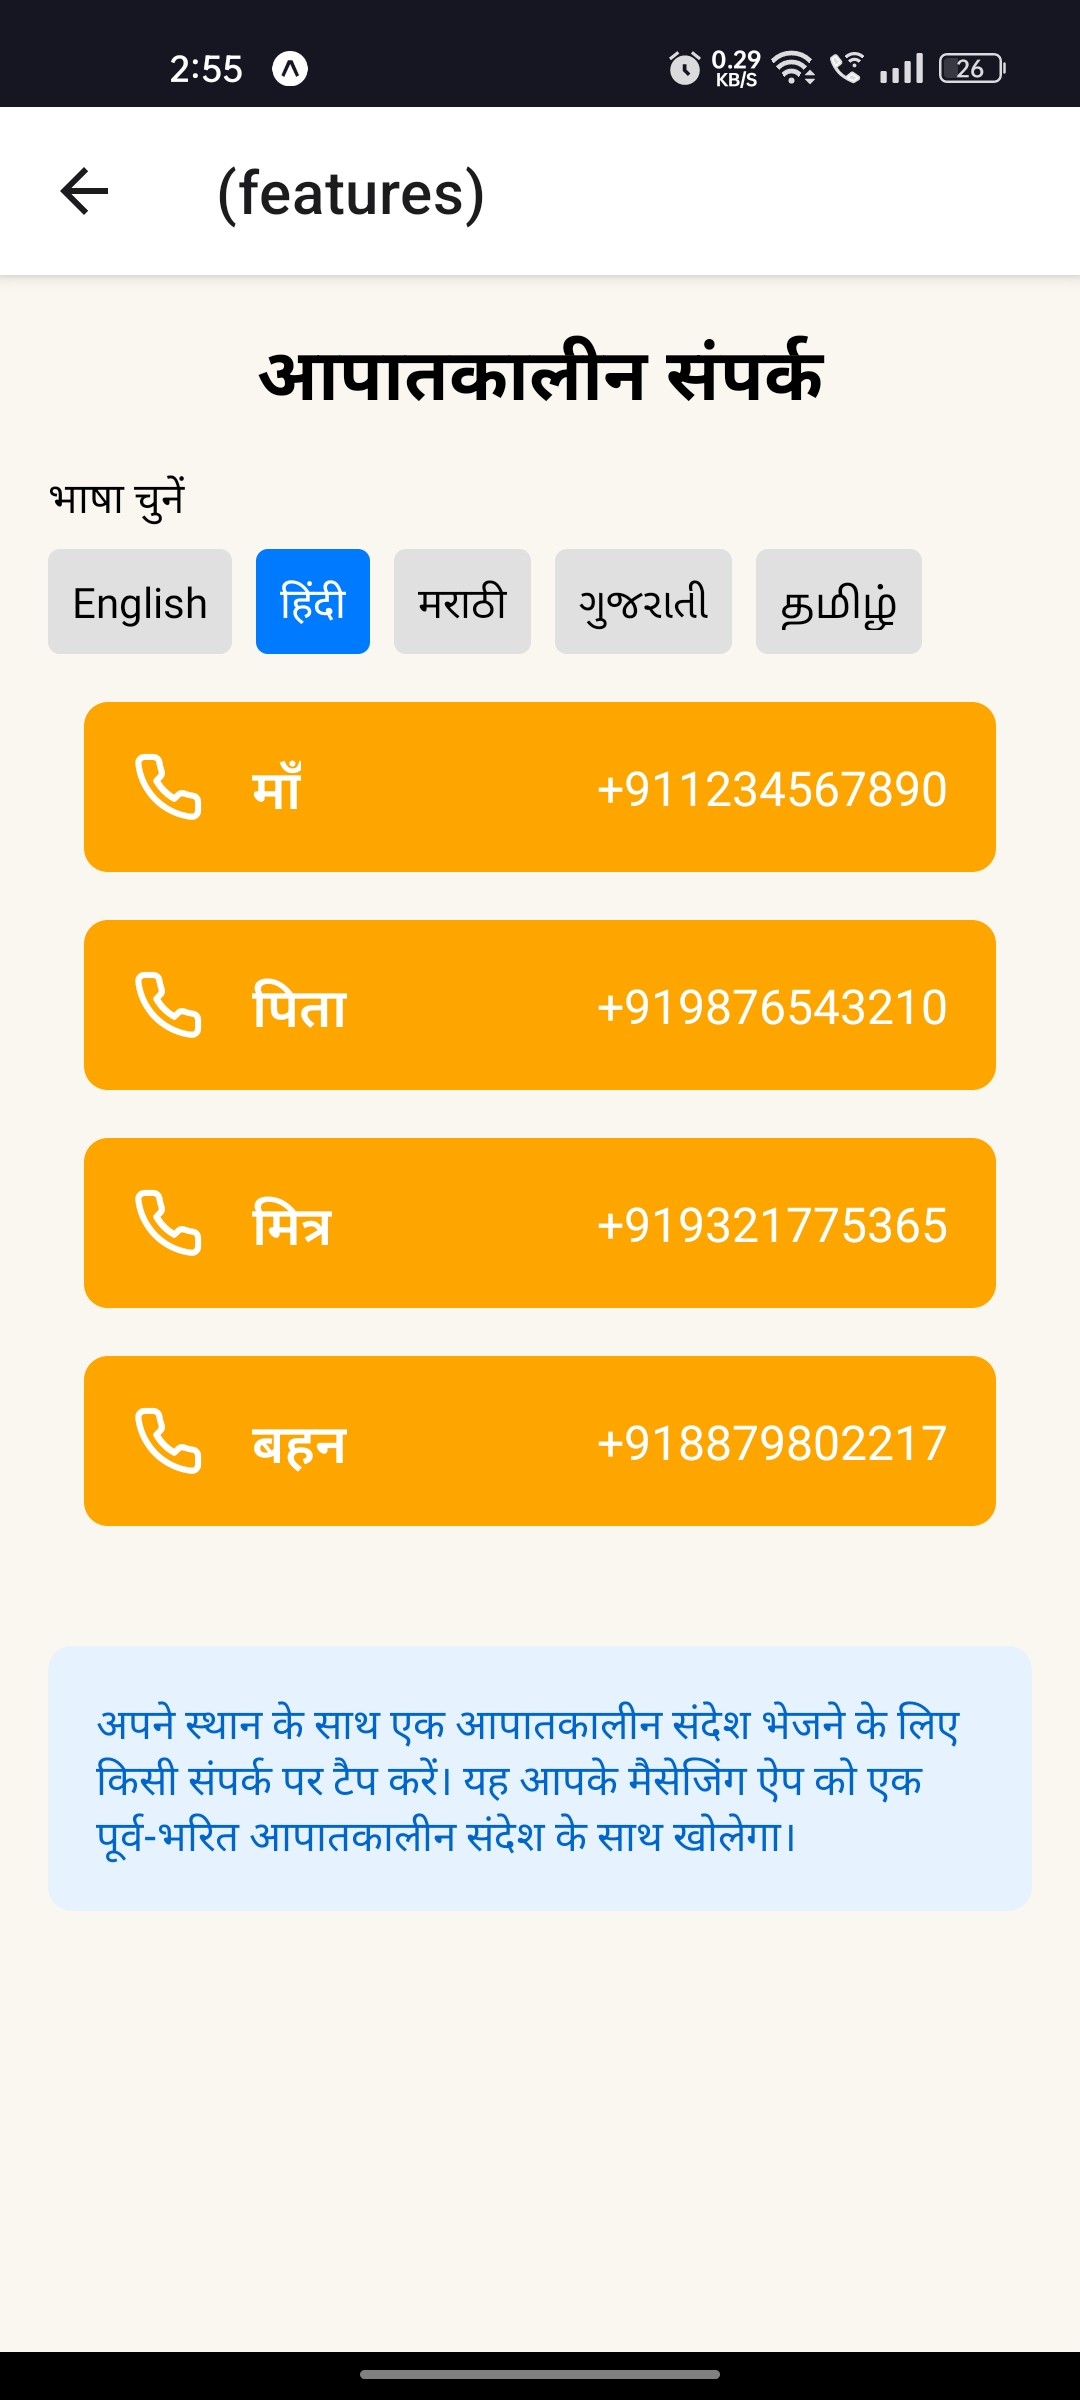 2:55
0.29
KB/S
26
(features)
आपातकालीन संपर्क
भाषा चुनें
English हिंदी मराठी ગુજરાતી தமிழ்
माँ +911234567890
पिता +919876543210
मित्र +919321775365
बहन +918879802217
अपने स्थान के साथ एक आपातकालीन संदेश भेजने के लिए
किसी संपर्क पर टैप करें। यह आपके मैसेजिंग ऐप को एक
पूर्व-भरित आपातकालीन संदेश के साथ खोलेगा।